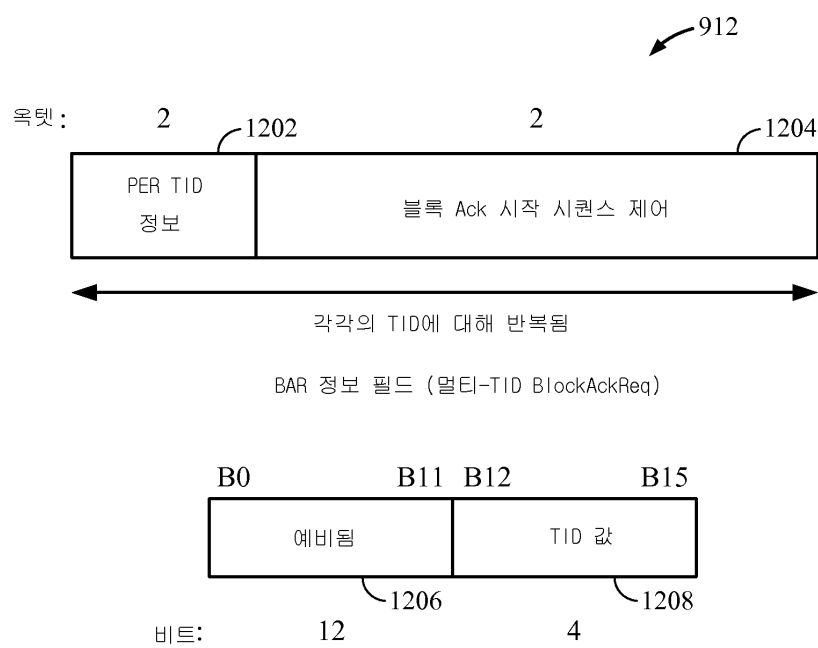 912
옥텟: 2 2
1202 1204
PER TID
정보
블록 Ack 시작 시퀀스 제어
각각의 TID에 대해 반복됨
BAR 정보 필드 (멀티-TID BlockAckReq)
B0 B11 B12 B15
예비됨 TID 값
1206 1208
비트: 12 4